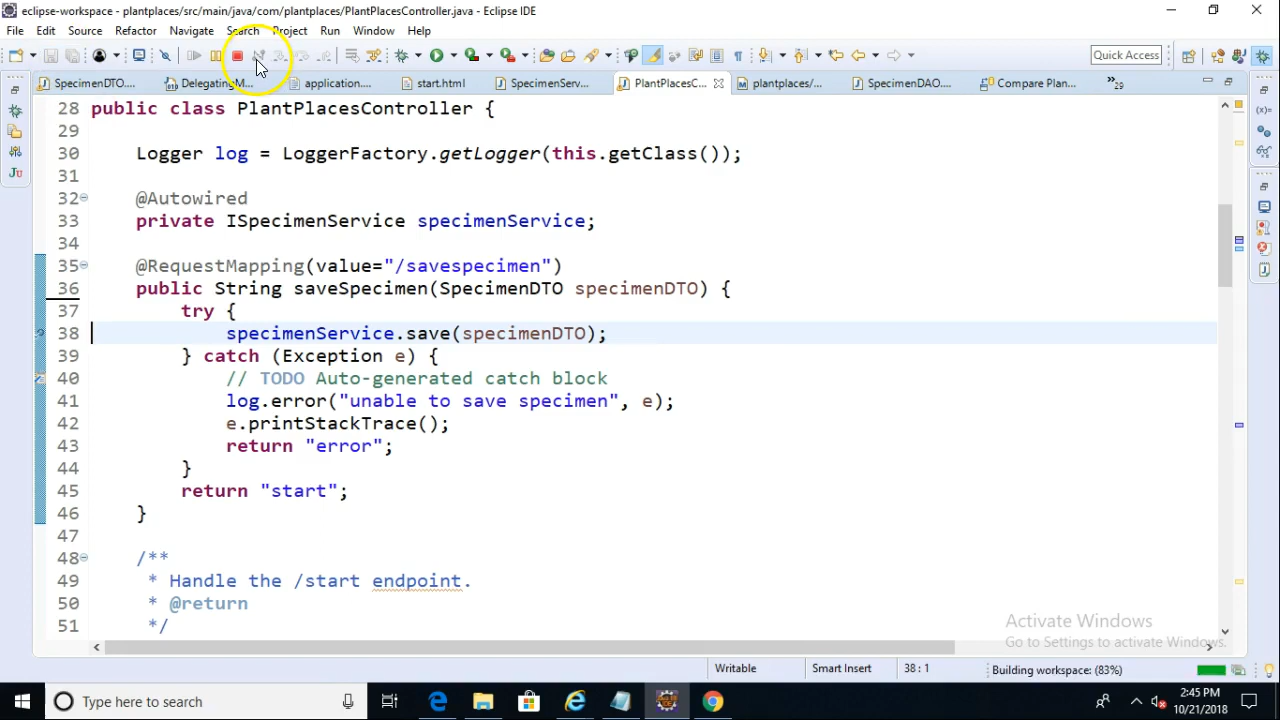 eclipse-workspace - plantplaces/src/main/java/com/plantplaces/PlantPlacesController.java - Eclipse IDE
File Edit Source Refactor Navigate Search Project Run Window Help
Quick Access
SpecimenDTO.... DelegatingM... application.... start.html SpecimenServ... PlantPlacesC... plantplaces/... SpecimenDAO.... Compare Plan... »29
28 public class PlantPlacesController {
29
30 Logger log = LoggerFactory.getLogger(this.getClass());
31
32 @Autowired
33 private ISpecimenService specimenService;
34
35 @RequestMapping(value="/savespecimen")
36 public String saveSpecimen(SpecimenDTO specimenDTO) {
37 try {
38 specimenService.save(specimenDTO);
39 } catch (Exception e) {
40 // TODO Auto-generated catch block
41 log.error("unable to save specimen", e);
42 e.printStackTrace();
43 return "error";
44 }
45 return "start";
46 }
47
48 /**
49 * Handle the /start endpoint.
50 * @return
51 */
Activate Windows
Go to Settings to activate Windows.
Writable Smart Insert 38 : 1 Building workspace: (83%)
Type here to search
2:45 PM
10/21/2018